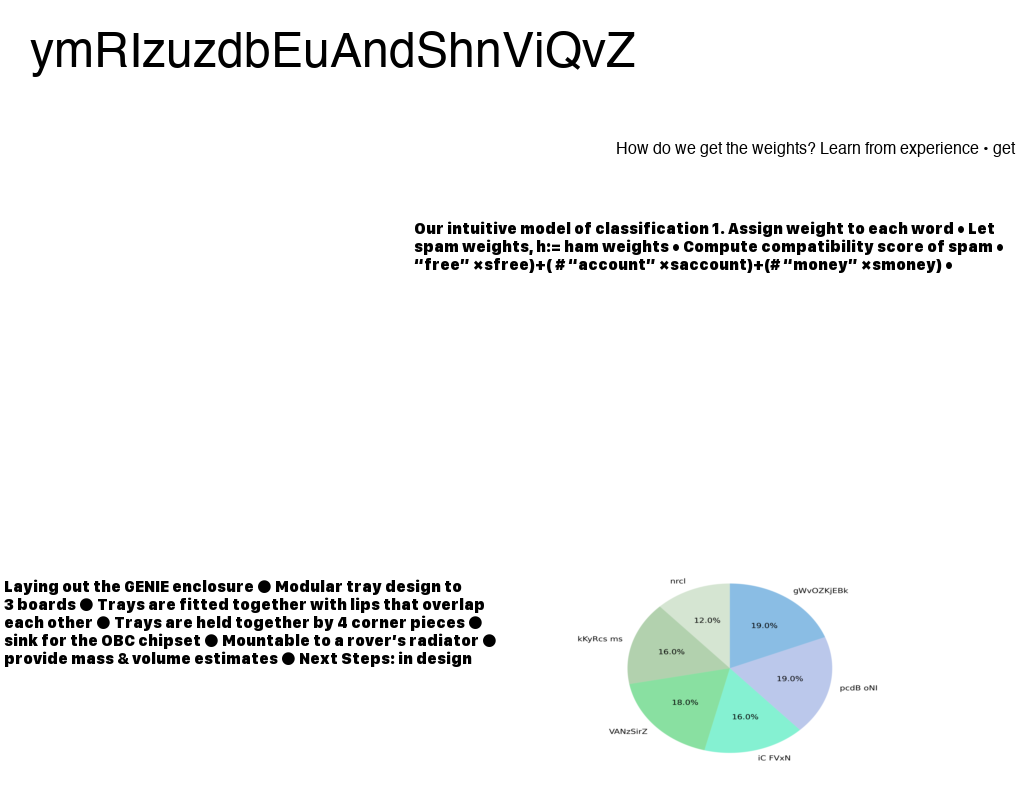 ymRIzuzdbEuAndShnViQvZ
How do we get the weights? Learn from experience • get
Our intuitive model of classification 1. Assign weight to each word • Let
spam weights, h:= ham weights • Compute compatibility score of spam •
“free” ×sfree)+( # “account” ×saccount)+(# “money” ×smoney) •
Laying out the GENIE enclosure ● Modular tray design to
3 boards ● Trays are fitted together with lips that overlap
each other ● Trays are held together by 4 corner pieces ●
sink for the OBC chipset ● Mountable to a rover’s radiator ●
provide mass & volume estimates ● Next Steps: in design
nrcl
gWvOZKjEBk
12.0%
19.0%
kKyRcs ms
16.0%
19.0%
pcdB oNI
18.0%
16.0%
VANzSirZ
iC FVxN